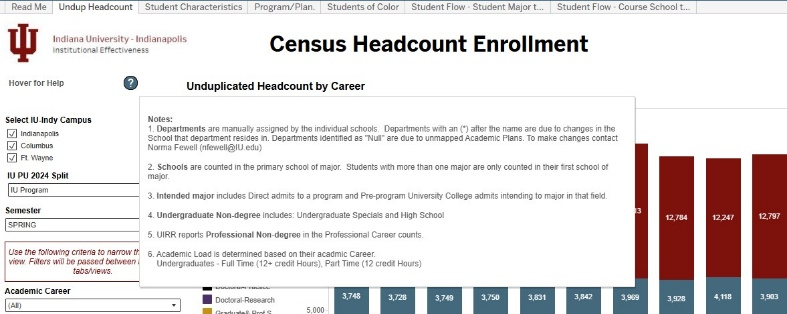 Read Me Undup Headcount Student Characteristics Program/Plan. Students of Color Student Flow - Student Major t... Student Flow - Course School t...
Indiana University - Indianapolis
Institutional Effectiveness
Census Headcount Enrollment
Hover for Help
?
Unduplicated Headcount by Career
Notes:
1. Departments are manually assigned by the individual schools. Departments with an (*) after the name are due to changes in the
School that department resides in. Departments identified as "Null" are due to unmapped Academic Plans. To make changes contact
Norma Fewell (nfewell@IU.edu)
2. Schools are counted in the primary school of major. Students with more than one major are only counted in their first school of
major.
3. Intended major includes Direct admits to a program and Pre-program University College admits intending to major in that field.
4. Undergraduate Non-degree includes: Undergraduate Specials and High School
5. UIRR reports Professional Non-degree in the Professional Career counts.
6. Academic Load is determined based on their acadmic Career.
Undergraduates - Full Time (12+ credit Hours), Part Time (12 credit Hours)
Select IU-Indy Campus
Indianapolis
Columbus
Ft. Wayne
IU PU 2024 Split
IU Program
Semester
SPRING
Use the following criteria to narrow th
view. Filters will be passed between
tabs/views.
Academic Career
(All)
Doctoral-Research
5,000
12,784 12,247 12,797
3,748 3,728 3,749 3,750 3,831 3,842 3,969 3,928 4,118 3,903